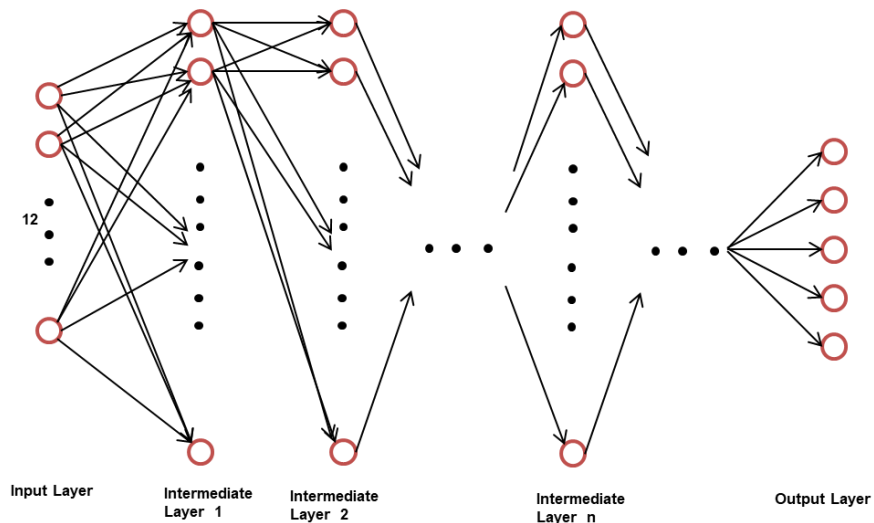 12
Input Layer
Intermediate
Layer 1
Intermediate
Layer 2
Intermediate
Layer n
Output Layer